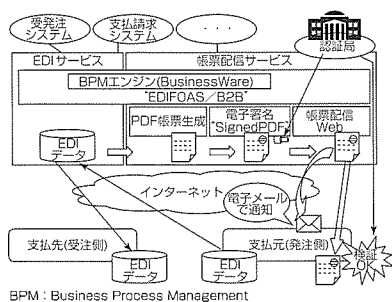 受発注
システム
支払請求
システム
・・・
認証局
EDIサービス
帳票配信サービス
BPMエンジン(BusinessWare)
"EDIFOAS/B2B"
PDF帳票生成
電子署名
"SignedPDF"
帳票配信
Web
EDI
データ
インターネット
電子メール
で通知
支払先(受注側)
EDI
データ
支払元(発注側)
EDI
データ
検証
BPM：Business Process Management